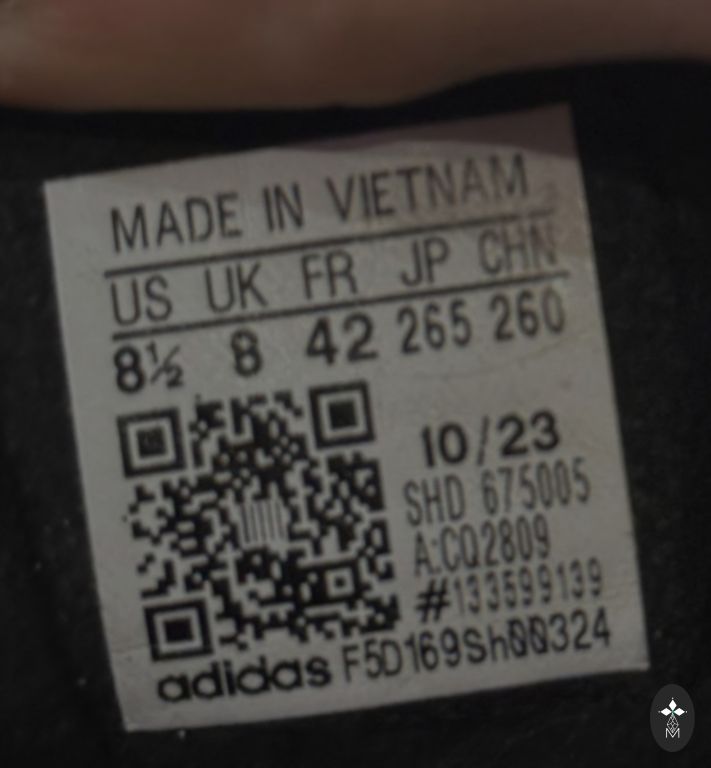 MADE IN VIETNAM
US UK FR JP CHN
8½ 8 42 265 260
10/23
SHD 675005
A:CQ2809
#133599139
adidas F5D169Sh00324
M